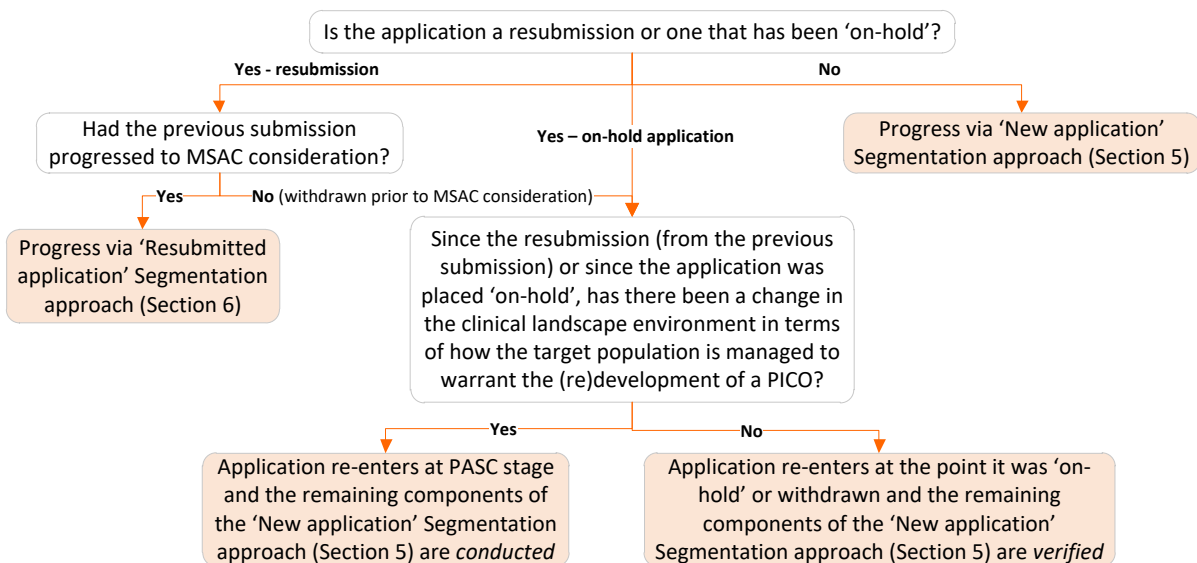 Is the application a resubmission or one that has been ‘on-hold’?
Yes - resubmission
No
Had the previous submission
progressed to MSAC consideration?
Yes – on-hold application
Progress via ‘New application’
Segmentation approach (Section 5)
Yes
No (withdrawn prior to MSAC consideration)
Progress via ‘Resubmitted
application’ Segmentation
approach (Section 6)
Since the resubmission (from the previous
submission) or since the application was
placed ‘on-hold’, has there been a change in
the clinical landscape environment in terms
of how the target population is managed to
warrant the (re)development of a PICO?
Yes
No
Application re-enters at PASC stage
and the remaining components of
the ‘New application’ Segmentation
approach (Section 5) are conducted
Application re-enters at the point it was ‘on-
hold’ or withdrawn and the remaining
components of the ‘New application’
Segmentation approach (Section 5) are verified